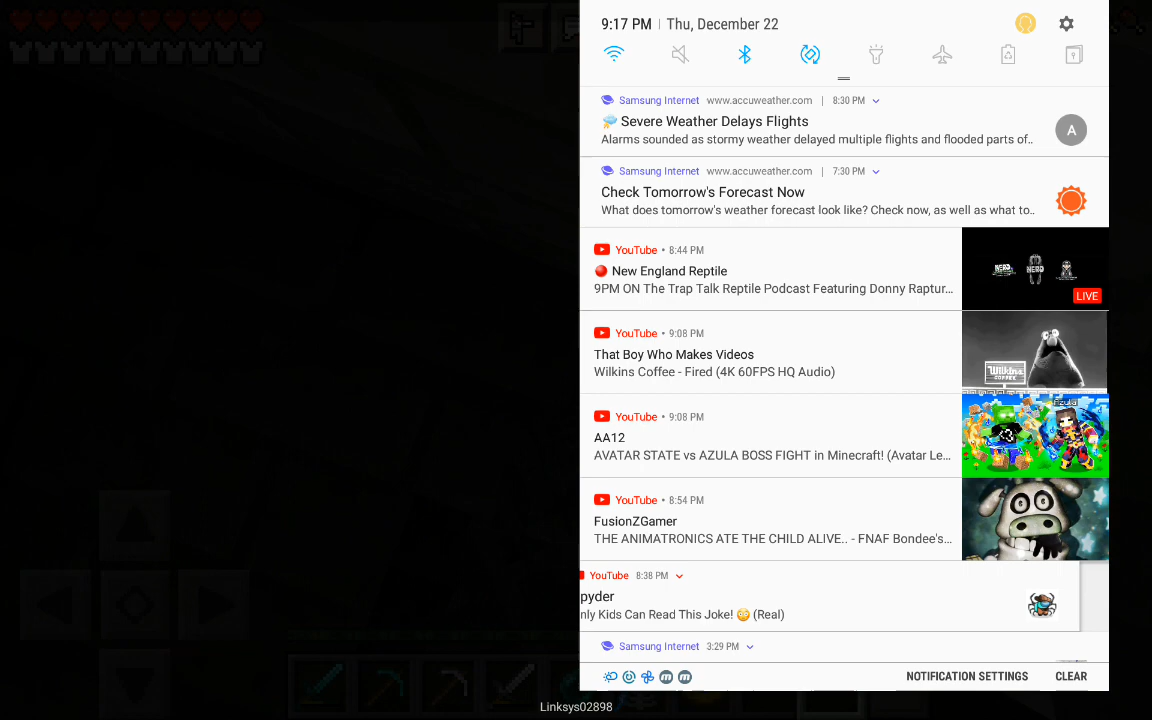 9:17 PM | Thu, December 22
Samsung Internet www.accuweather.com | 8:30 PM
Severe Weather Delays Flights
Alarms sounded as stormy weather delayed multiple flights and flooded parts of..
A
Samsung Internet www.accuweather.com | 7:30 PM
Check Tomorrow's Forecast Now
What does tomorrow's weather forecast look like? Check now, as well as what to..
YouTube • 8:44 PM
New England Reptile
9PM ON The Trap Talk Reptile Podcast Featuring Donny Raptur...
NERD
LIVE
YouTube • 9:08 PM
That Boy Who Makes Videos
Wilkins Coffee - Fired (4K 60FPS HQ Audio)
Wilkins
COFFEE
YouTube • 9:08 PM
AA12
AVATAR STATE vs AZULA BOSS FIGHT in Minecraft! (Avatar Le...
Azula
YouTube • 8:54 PM
FusionZGamer
THE ANIMATRONICS ATE THE CHILD ALIVE.. - FNAF Bondee's...
YouTube 8:38 PM
pyder
nly Kids Can Read This Joke! 😳 (Real)
Samsung Internet 3:29 PM
NOTIFICATION SETTINGS CLEAR
Linksys02898